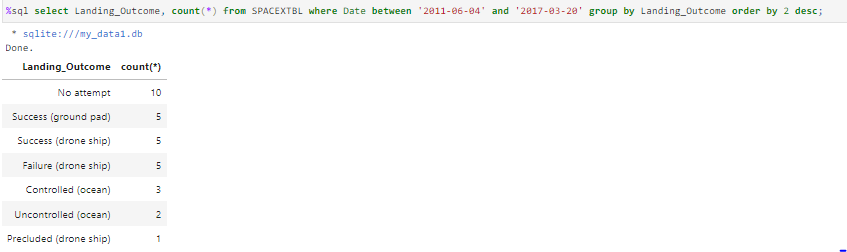 %sql select Landing_Outcome, count(*) from SPACEXTBL where Date between '2011-06-04' and '2017-03-20' group by Landing_Outcome order by 2 desc;
* sqlite:///my_data1.db
Done.
Landing_Outcome count(*)
No attempt 10
Success (ground pad) 5
Success (drone ship) 5
Failure (drone ship) 5
Controlled (ocean) 3
Uncontrolled (ocean) 2
Precluded (drone ship) 1